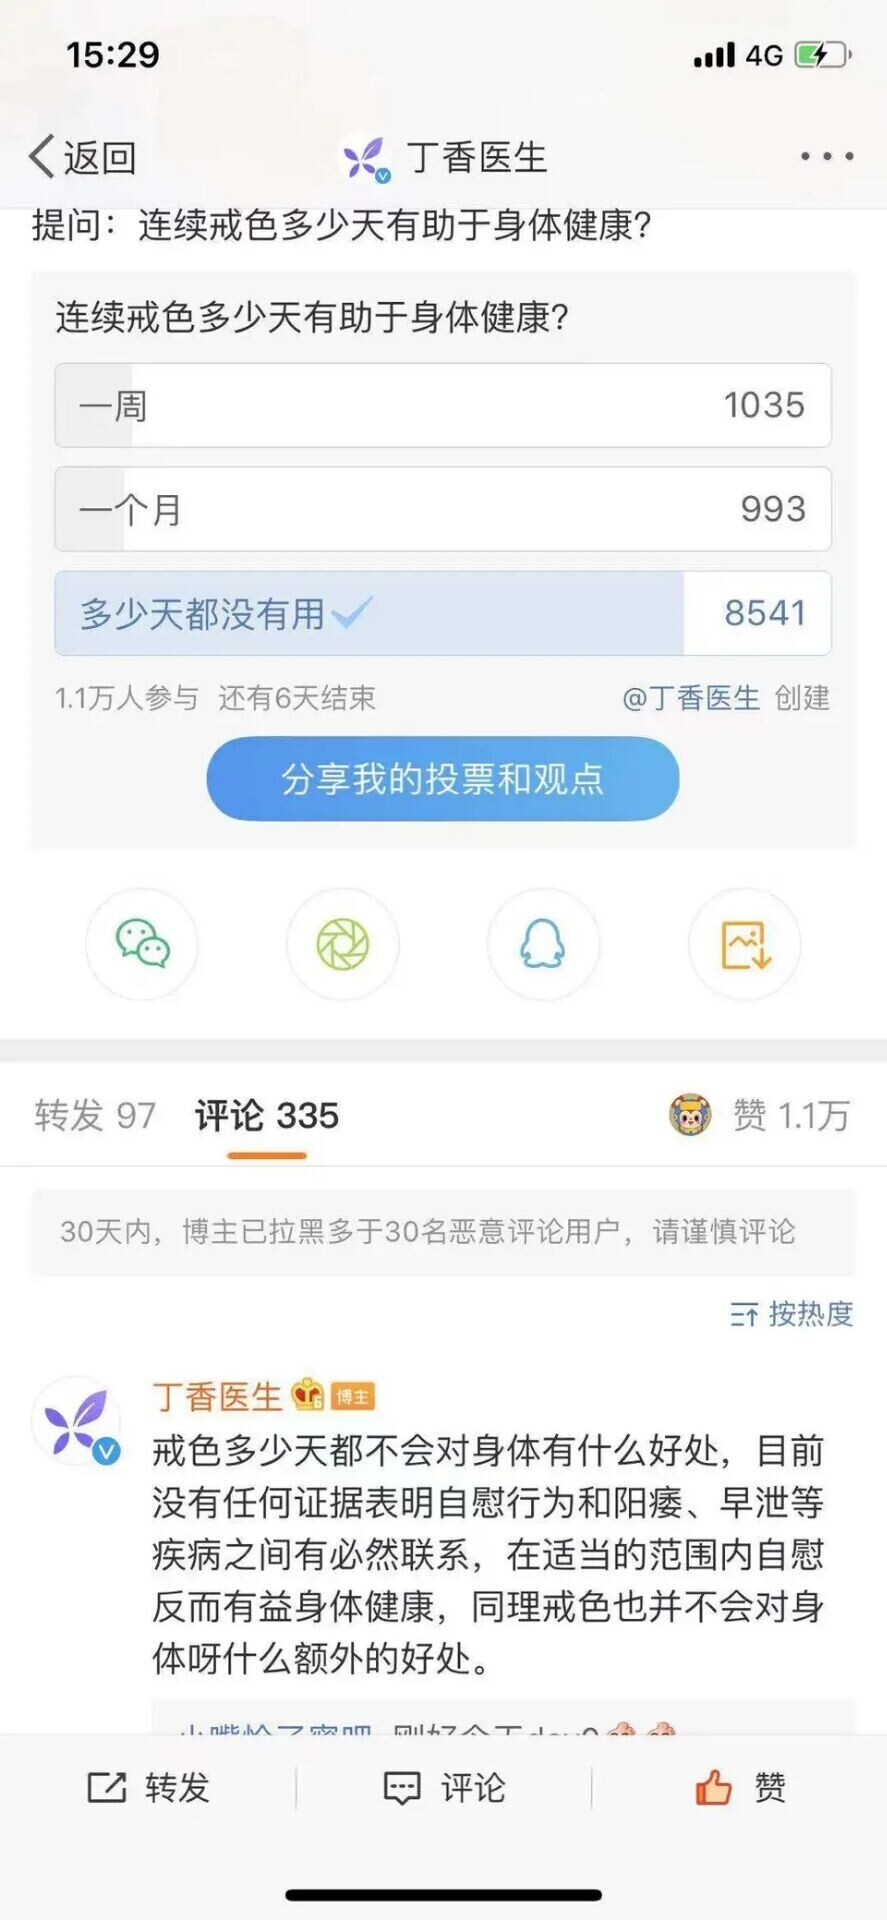 15:29
4G
返回
丁香医生
提问：连续戒色多少天有助于身体健康?
连续戒色多少天有助于身体健康?
一周 1035
一个月 993
多少天都没有用 8541
1.1万人参与 还有6天结束 @丁香医生 创建
分享我的投票和观点
转发 97 评论 335 赞 1.1万
30天内，博主已拉黑多于30名恶意评论用户，请谨慎评论
按热度
丁香医生 6 博主
戒色多少天都不会对身体有什么好处，目前
没有任何证据表明自慰行为和阳痿、早泄等
疾病之间有必然联系，在适当的范围内自慰
反而有益身体健康，同理戒色也并不会对身
体呀什么额外的好处。
转发 评论 赞